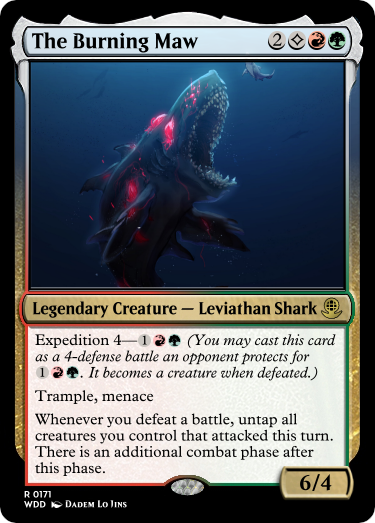 The Burning Maw 2
Legendary Creature — Leviathan Shark
Expedition 4—1 (You may cast this card
as a 4-defense battle an opponent protects for
1. It becomes a creature when defeated.)
Trample, menace
Whenever you defeat a battle, untap all
creatures you control that attacked this turn.
There is an additional combat phase after
this phase.
6/4
R 0171
WDD Dadem Lo Jins